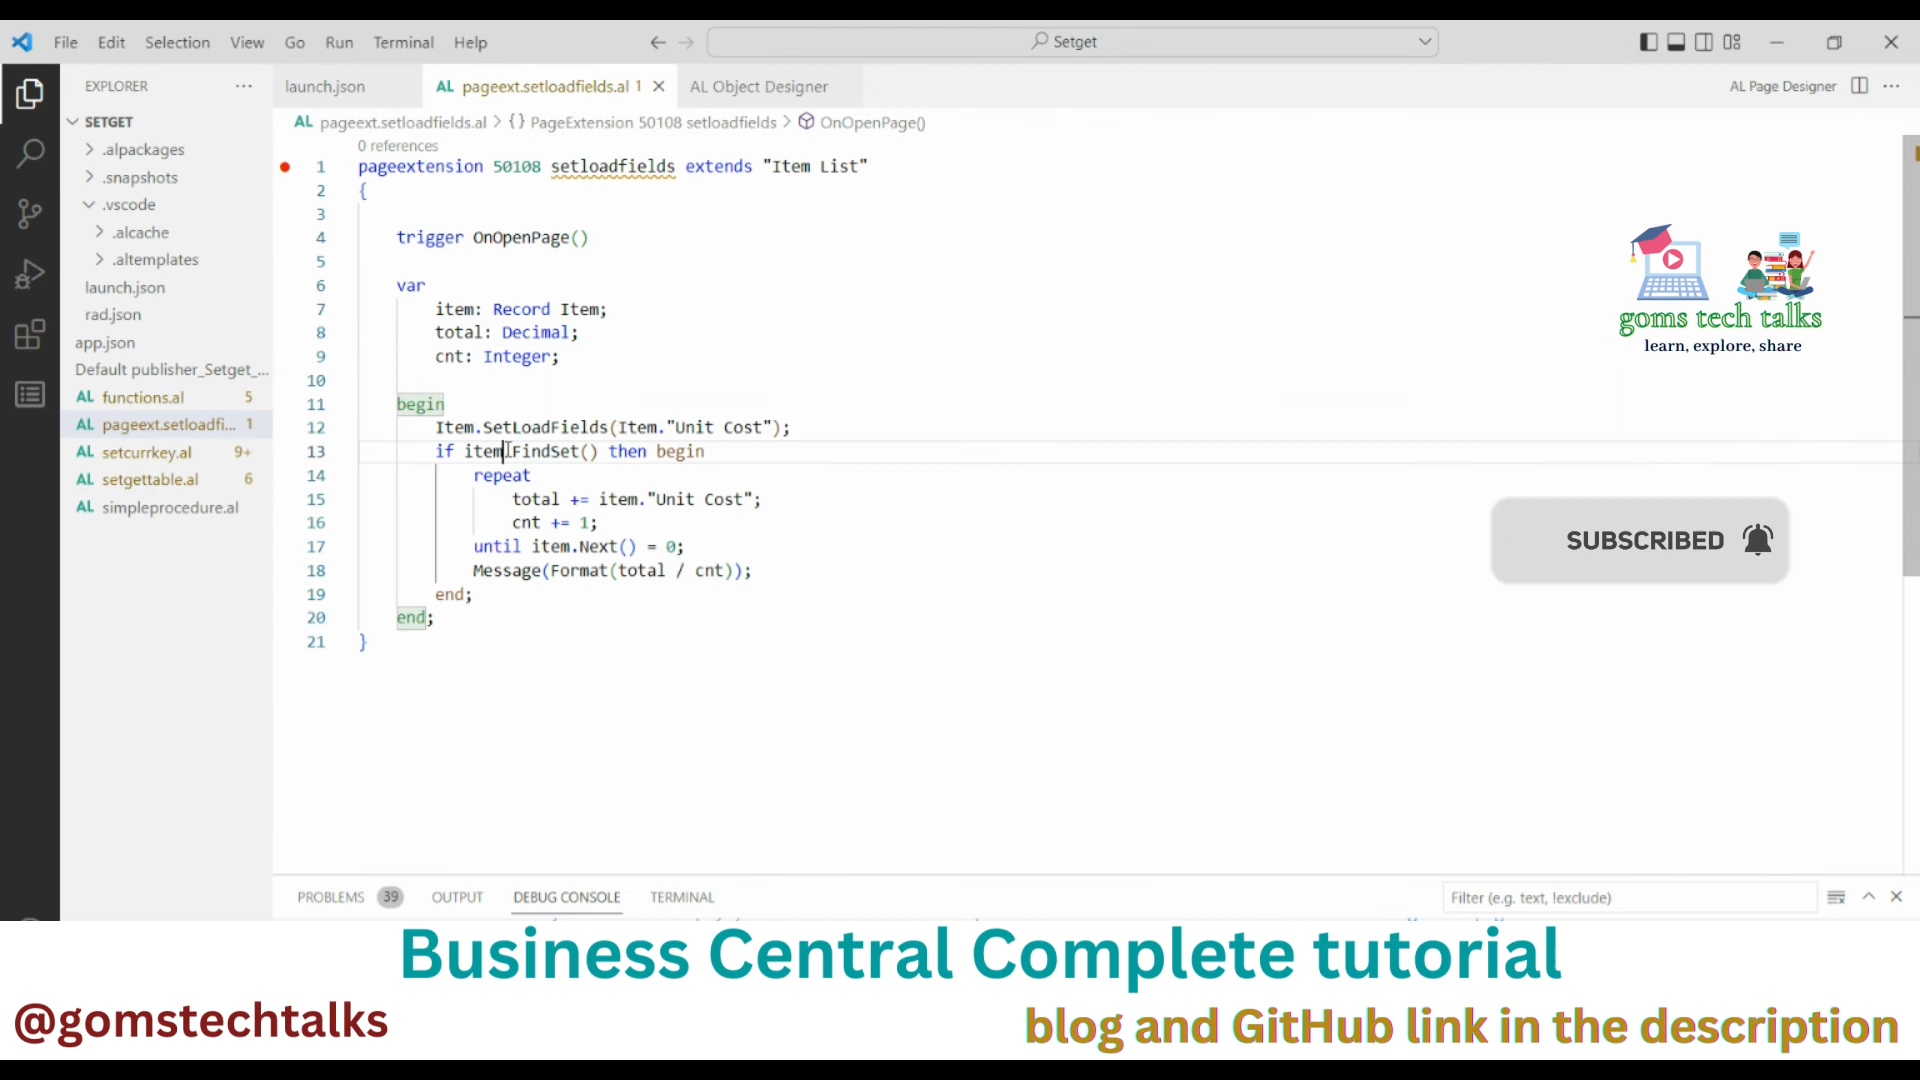 File Edit Selection View Go Run Terminal Help
Setget
EXPLORER
launch.json
AL pageext.setloadfields.al 1
AL Object Designer
AL Page Designer
SETGET
AL pageext.setloadfields.al > {} PageExtension 50108 setloadfields > OnOpenPage()
0 references
.alpackages
.snapshots
.vscode
.alcache
.altemplates
launch.json
rad.json
app.json
Default publisher_Setget_...
AL functions.al 5
AL pageext.setloadfi... 1
AL setcurrkey.al 9+
AL setgettable.al 6
AL simpleprocedure.al
1 pageextension 50108 setloadfields extends "Item List"
2 {
3
4 trigger OnOpenPage()
5
6 var
7 item: Record Item;
8 total: Decimal;
9 cnt: Integer;
10
11 begin
12 Item.SetLoadFields(Item."Unit Cost");
13 if item.FindSet() then begin
14 repeat
15 total += item."Unit Cost";
16 cnt += 1;
17 until item.Next() = 0;
18 Message(Format(total / cnt));
19 end;
20 end;
21 }
goms tech talks
learn, explore, share
SUBSCRIBED
PROBLEMS 39 OUTPUT DEBUG CONSOLE TERMINAL
Filter (e.g. text, !exclude)
Business Central Complete tutorial
@gomstechtalks
blog and GitHub link in the description